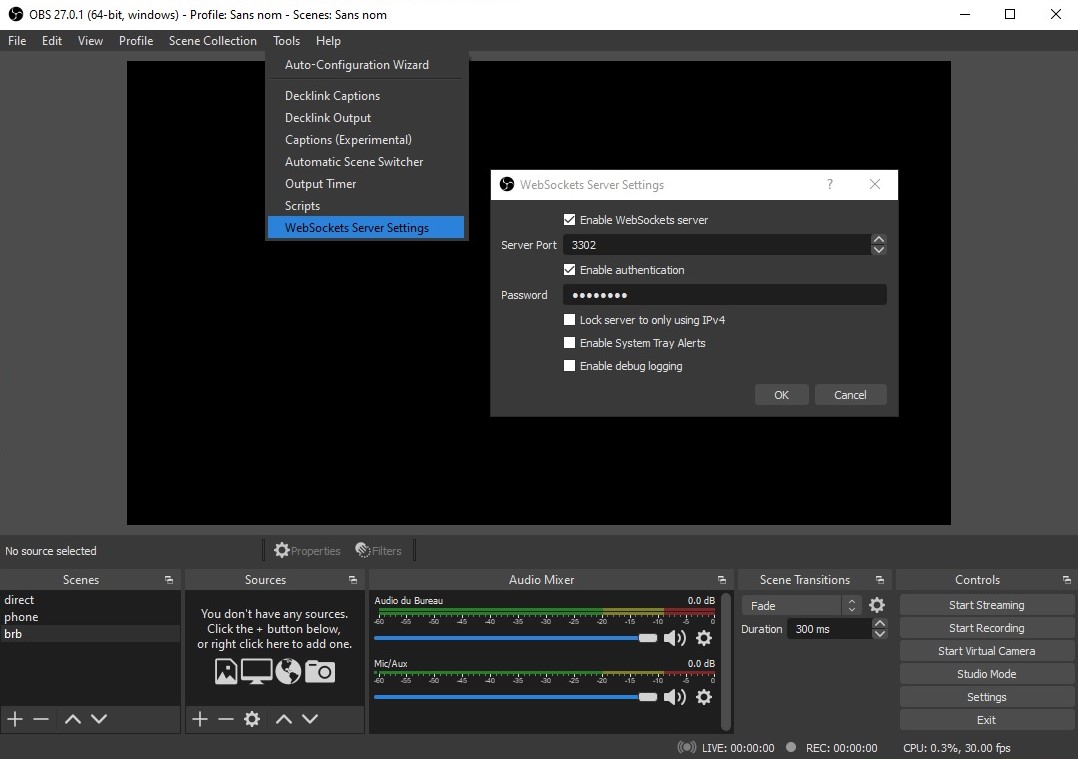 OBS 27.0.1 (64-bit, windows) - Profile: Sans nom - Scenes: Sans nom
File Edit View Profile Scene Collection Tools Help
Auto-Configuration Wizard
Decklink Captions
Decklink Output
Captions (Experimental)
Automatic Scene Switcher
Output Timer
Scripts
WebSockets Server Settings
WebSockets Server Settings ?
Enable WebSockets server
Server Port 3302
Enable authentication
Password ●●●●●●●●
Lock server to only using IPv4
Enable System Tray Alerts
Enable debug logging
OK Cancel
No source selected Properties Filters
Scenes
direct
phone
brb
Sources
You don't have any sources.
Click the + button below,
or right click here to add one.
Audio Mixer
Audio du Bureau 0.0 dB
-60 -55 -50 -45 -40 -35 -30 -25 -20 -15 -10 -5 0
Mic/Aux 0.0 dB
-60 -55 -50 -45 -40 -35 -30 -25 -20 -15 -10 -5 0
Scene Transitions
Fade
Duration 300 ms
Controls
Start Streaming
Start Recording
Start Virtual Camera
Studio Mode
Settings
Exit
LIVE: 00:00:00 REC: 00:00:00 CPU: 0.3%, 30.00 fps